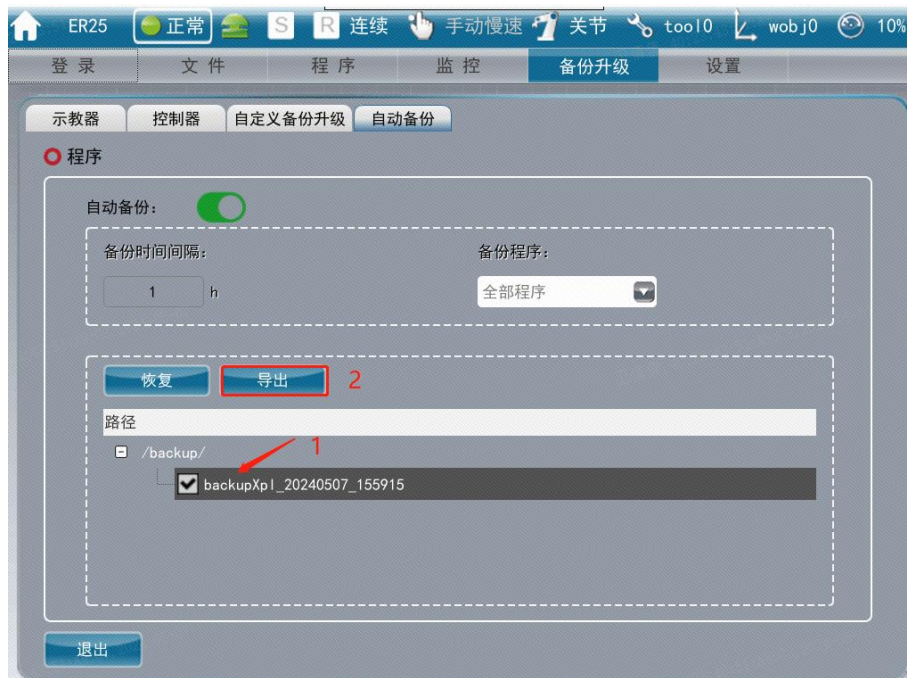 ER25 正常 S R 连续 手动慢速 关节 tool0 wobj0 10%
登录 文件 程序 监控 备份升级 设置
示教器 控制器 自定义备份升级 自动备份
程序
自动备份：
备份时间间隔： 备份程序：
1 h 全部程序
恢复 导出 2
路径
/backup/ 1
backupXpl_20240507_155915
退出